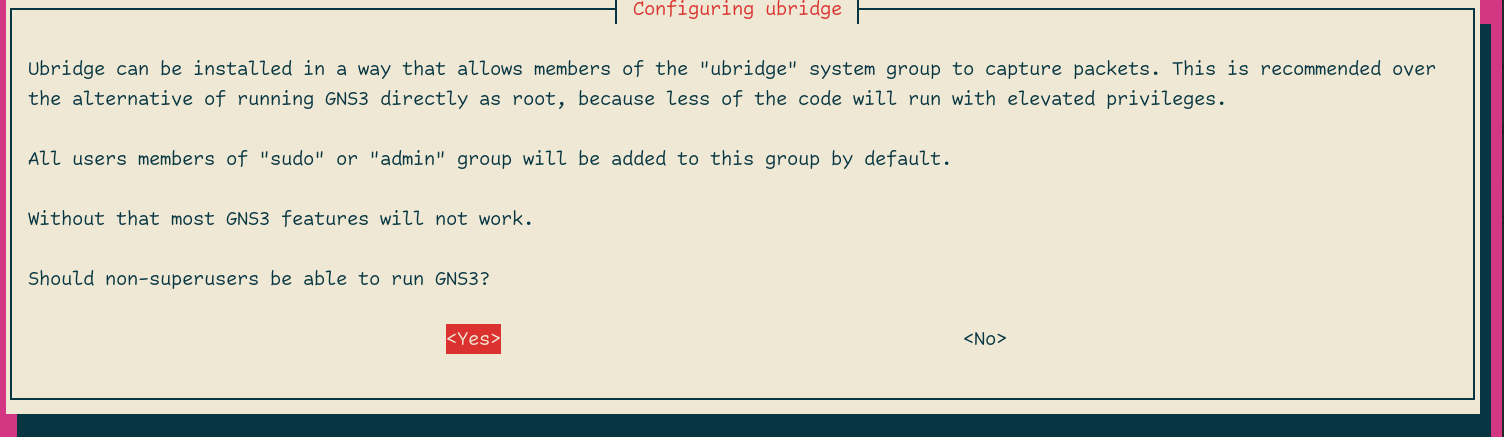 Configuring ubridge
Ubridge can be installed in a way that allows members of the "ubridge" system group to capture packets. This is recommended over
the alternative of running GNS3 directly as root, because less of the code will run with elevated privileges.
All users members of "sudo" or "admin" group will be added to this group by default.
Without that most GNS3 features will not work.
Should non-superusers be able to run GNS3?
<Yes> <No>